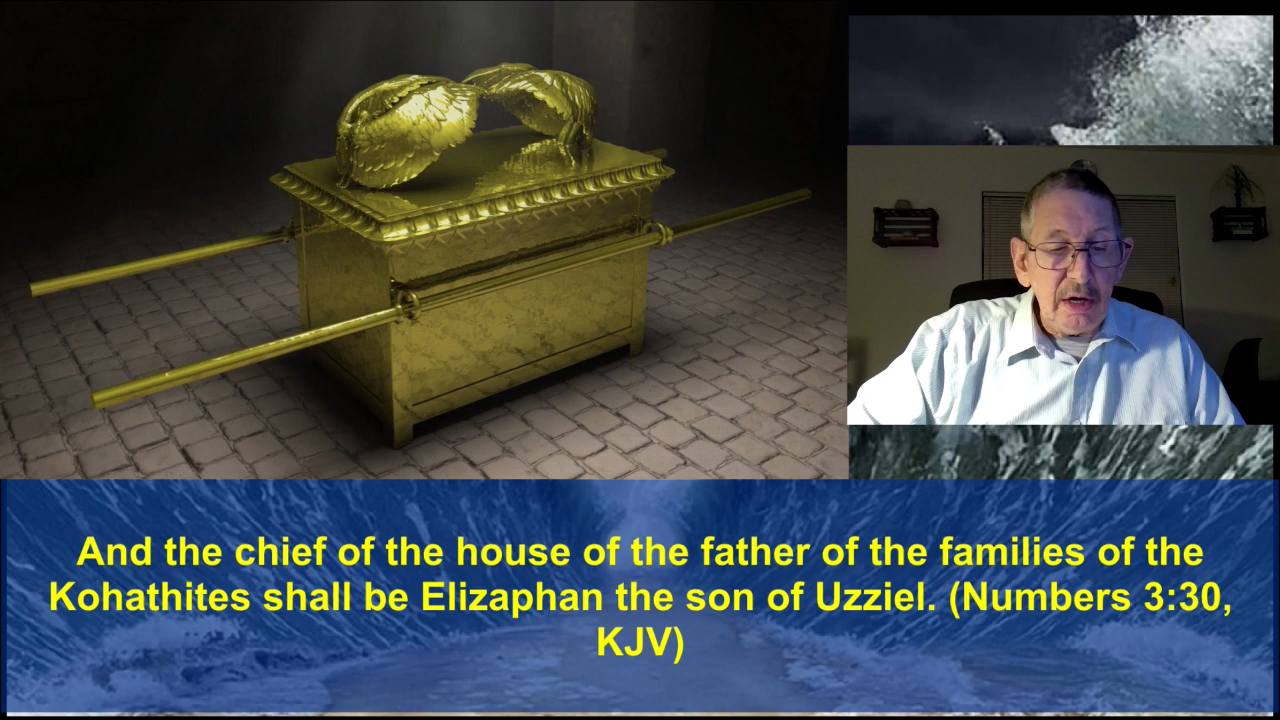 And the chief of the house of the father of the families of the
Kohathites shall be Elizaphan the son of Uzziel. (Numbers 3:30,
KJV)